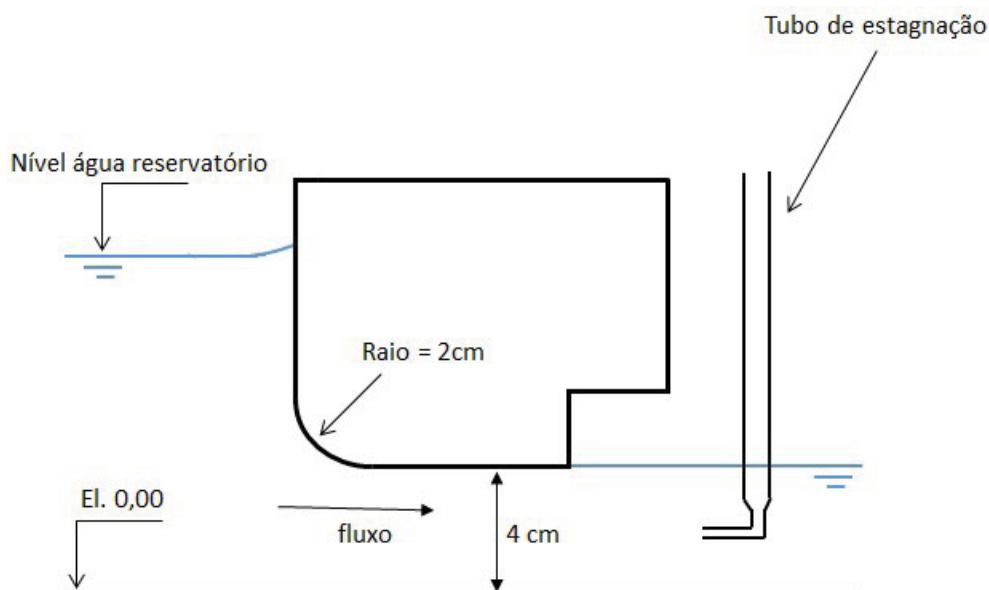 Tubo de estagnação
Nível água reservatório
Raio = 2cm
El. 0,00
fluxo
4 cm